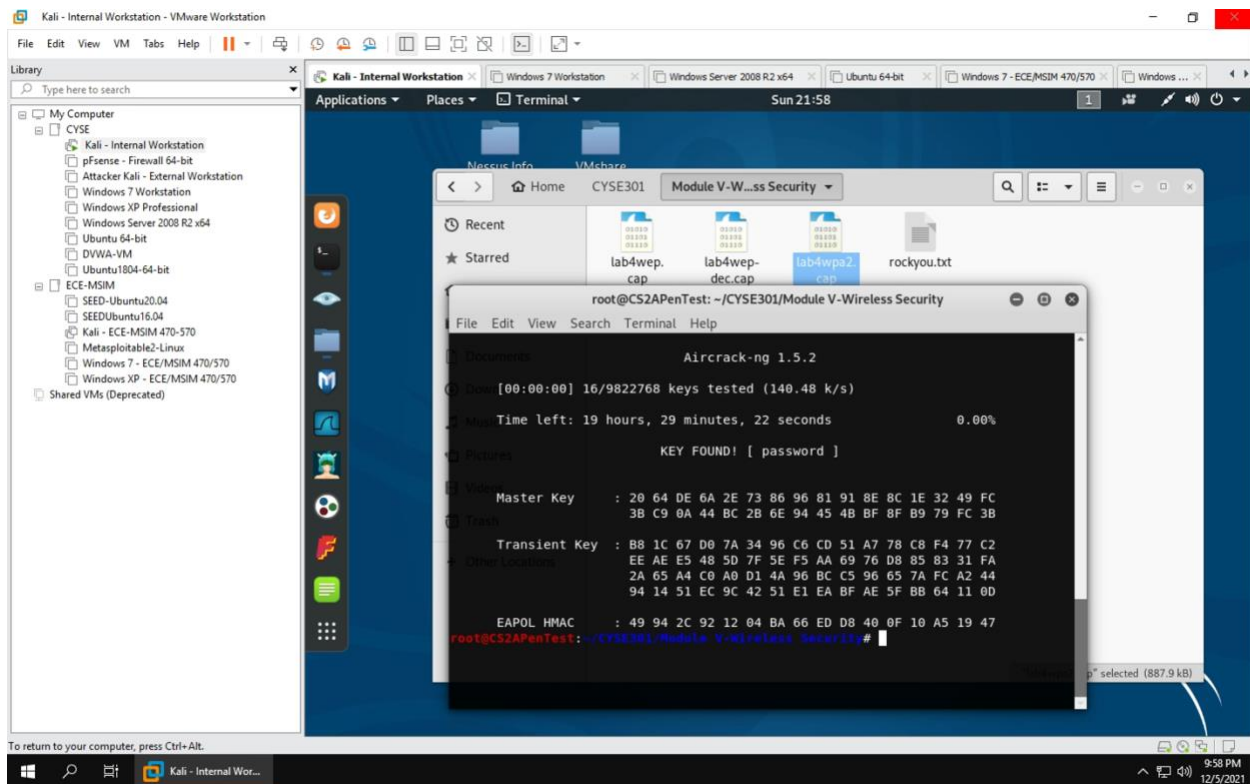 Kali - Internal Workstation - VMware Workstation
File Edit View VM Tabs Help
Library
Type here to search
My Computer
CYSE
Kali - Internal Workstation
pFsense - Firewall 64-bit
Attacker Kali - External Workstation
Windows 7 Workstation
Windows XP Professional
Windows Server 2008 R2 x64
Ubuntu 64-bit
DVWA-VM
Ubuntu1804-64-bit
ECE-MSIM
SEED-Ubuntu20.04
SEEDUbuntu16.04
Kali - ECE-MSIM 470-570
Metasploitable2-Linux
Windows 7 - ECE/MSIM 470/570
Windows XP - ECE/MSIM 470/570
Shared VMs (Deprecated)
Kali - Internal Workstation Windows 7 Workstation Windows Server 2008 R2 x64 Ubuntu 64-bit Windows 7 - ECE/MSIM 470/570 Windows ...
Applications Places Terminal Sun 21:58 1
Nessus Info VMshare
Home CYSE301 Module V-W...ss Security
Recent
Starred
Documents
Pictures
Videos
Trash
Other Locations
lab4wep.cap lab4wep-dec.cap lab4wpa2.cap rockyou.txt
root@CS2APenTest: ~/CYSE301/Module V-Wireless Security
File Edit View Search Terminal Help
Aircrack-ng 1.5.2
[00:00:00] 16/9822768 keys tested (140.48 k/s)
Time left: 19 hours, 29 minutes, 22 seconds 0.00%
KEY FOUND! [ password ]
Master Key : 20 64 DE 6A 2E 73 86 96 81 91 8E 8C 1E 32 49 FC
3B C9 0A 44 BC 2B 6E 94 45 4B BF 8F B9 79 FC 3B
Transient Key : B8 1C 67 D0 7A 34 96 C6 CD 51 A7 78 C8 F4 77 C2
EE AE E5 48 5D 7F 5E F5 AA 69 76 D8 85 83 31 FA
2A 65 A4 C0 A0 D1 4A 96 BC C5 96 65 7A FC A2 44
94 14 51 EC 9C 42 51 E1 EA BF AE 5F BB 64 11 0D
EAPOL HMAC : 49 94 2C 92 12 04 BA 66 ED D8 40 0F 10 A5 19 47
root@CS2APenTest:~/CYSE301/Module V-Wireless Security#
selected (887.9 kB)
To return to your computer, press Ctrl+Alt.
Kali - Internal Wor...
9:58 PM
12/5/2021